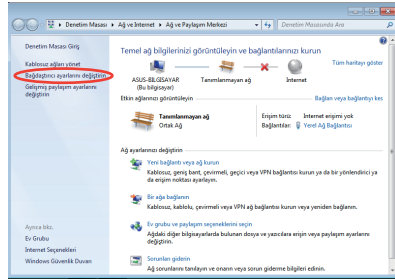 Denetim Masası
Ağ ve Internet
Ağ ve Paylaşım Merkezi
Denetim Masasında Ara
Denetim Masası Giriş
Kablosuz ağları yönet
Bağdaştırıcı ayarlarını değiştirin
Gelişmiş paylaşım ayarlarını
değiştirin
Temel ağ bilgilerinizi görüntüleyin ve bağlantılarınızı kurun
Tüm haritayı göster
ASUS-BİLGİSAYAR
(Bu bilgisayar)
Tanımlanmayan ağ
Internet
Etkin ağlarınızı görüntüleyin
Bağlan veya bağlantıyı kes
Tanımlanmayan ağ
Ortak Ağ
Erişim türü: Internet erişimi yok
Bağlantılar: Yerel Ağ Bağlantısı
Ağ ayarlarınızı değiştirin
Yeni bağlantı veya ağ kurun
Kablosuz, geniş bant, çevirmeli, geçici veya VPN bağlantısı kurun ya da bir yönlendirici ya
da erişim noktası ayarlayın.
Bir ağa bağlanın
Kablosuz, kablolu, çevirmeli veya VPN ağ bağlantısı kurun veya yeniden bağlanın.
Ev grubu ve paylaşım seçeneklerini seçin
Ağdaki diğer bilgisayarlarda bulunan dosya ve yazıcılara erişin veya paylaşım ayarlarını
değiştirin.
Sorunları giderin
Ağ sorunlarını tanılayın ve onarın veya sorun giderme bilgileri edinin.
Ayrıca bkz.
Ev Grubu
Internet Seçenekleri
Windows Güvenlik Duvarı